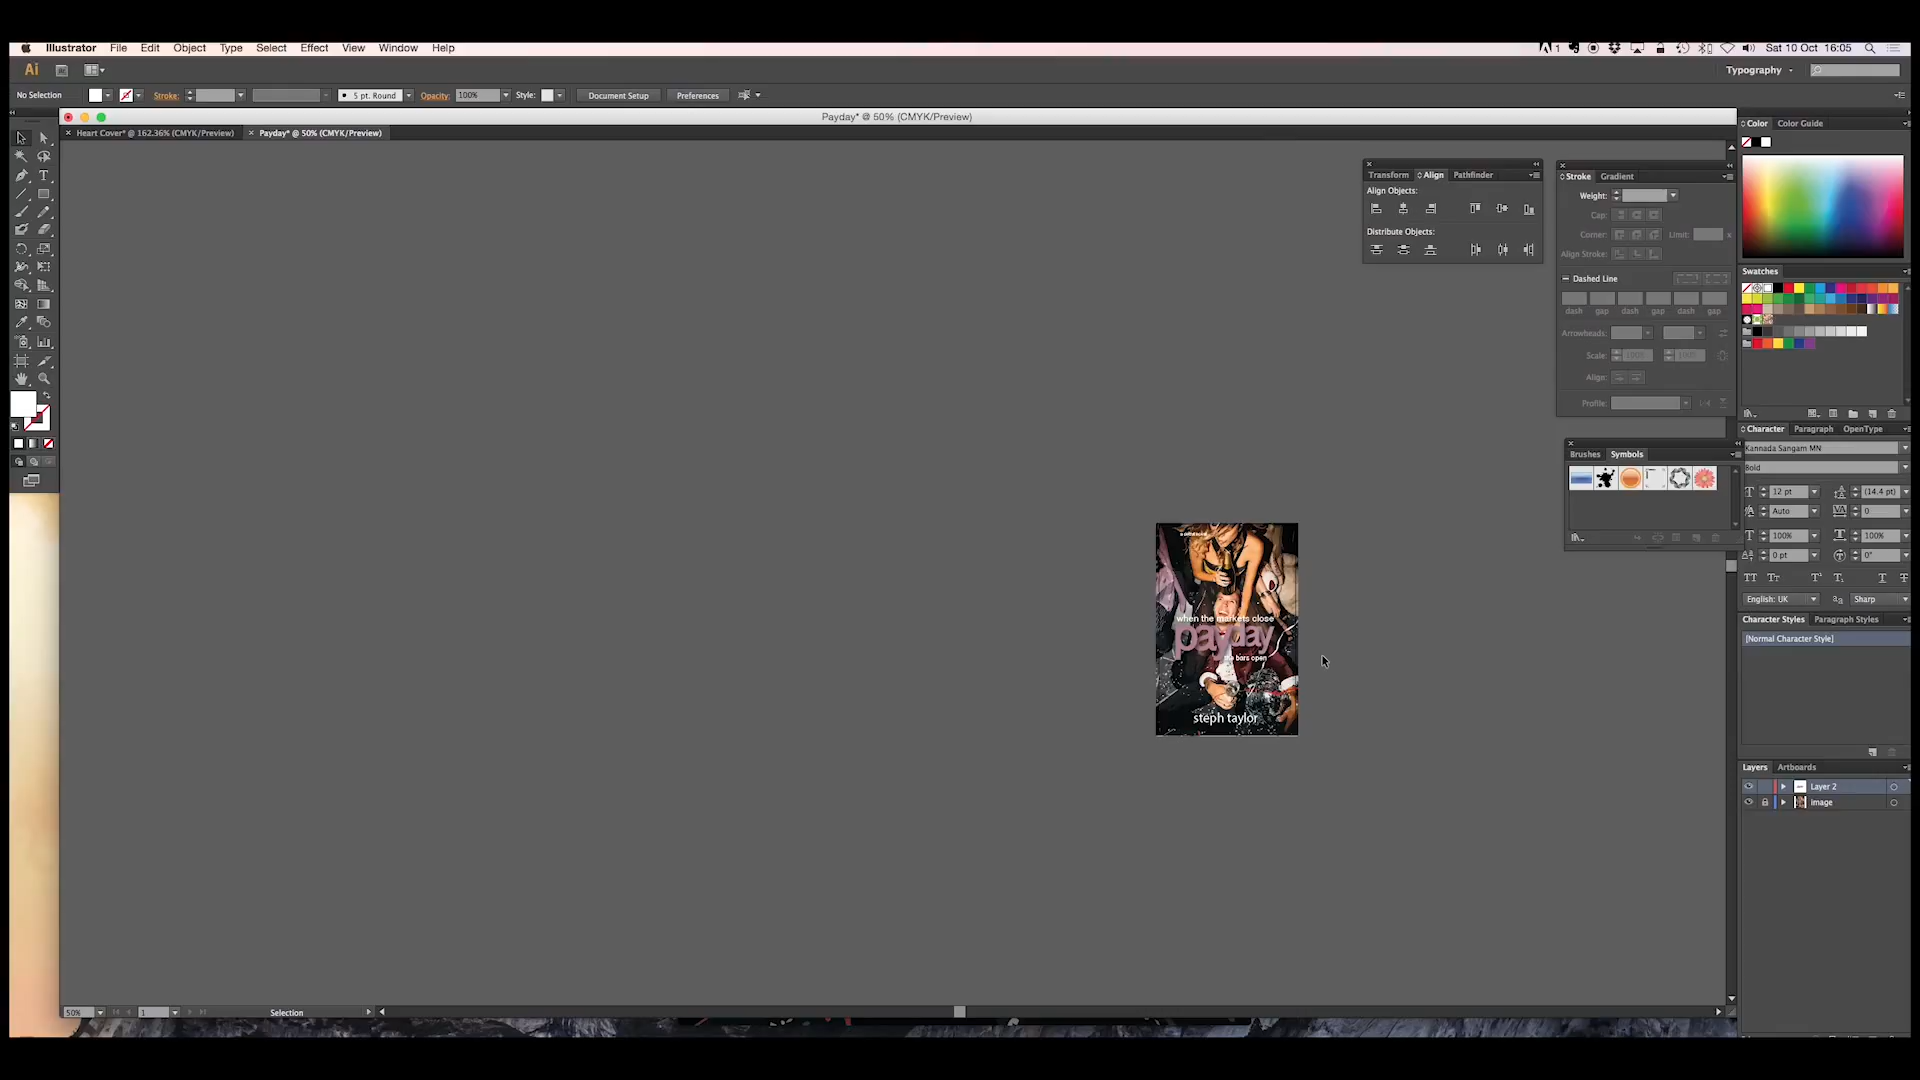 Illustrator File Edit Object Type Select Effect View Window Help
1 Sat 10 Oct 16:05
Ai
Typography
No Selection Stroke: 5 pt. Round Opacity: 100% Style: Document Setup Preferences
Payday* @ 50% (CMYK/Preview)
Heart Cover* @ 162.36% (CMYK/Preview) Payday* @ 50% (CMYK/Preview)
Transform Align Pathfinder
Align Objects:
Distribute Objects:
Stroke Gradient
Weight:
Cap:
Corner: Limit: x
Align Stroke:
Dashed Line
dash gap dash gap dash gap
Arrowheads:
Scale: 100% 100%
Align:
Profile:
Brushes Symbols
Color Color Guide
Swatches
Character Paragraph OpenType
Kannada Sangam MN
Bold
12 pt (14.4 pt)
Auto 0
100% 100%
0 pt 0°
English: UK Sharp
Character Styles Paragraph Styles
[Normal Character Style]
Layers Artboards
Layer 2
image
when the markets close
payday
the bars open
steph taylor
50% 1 Selection